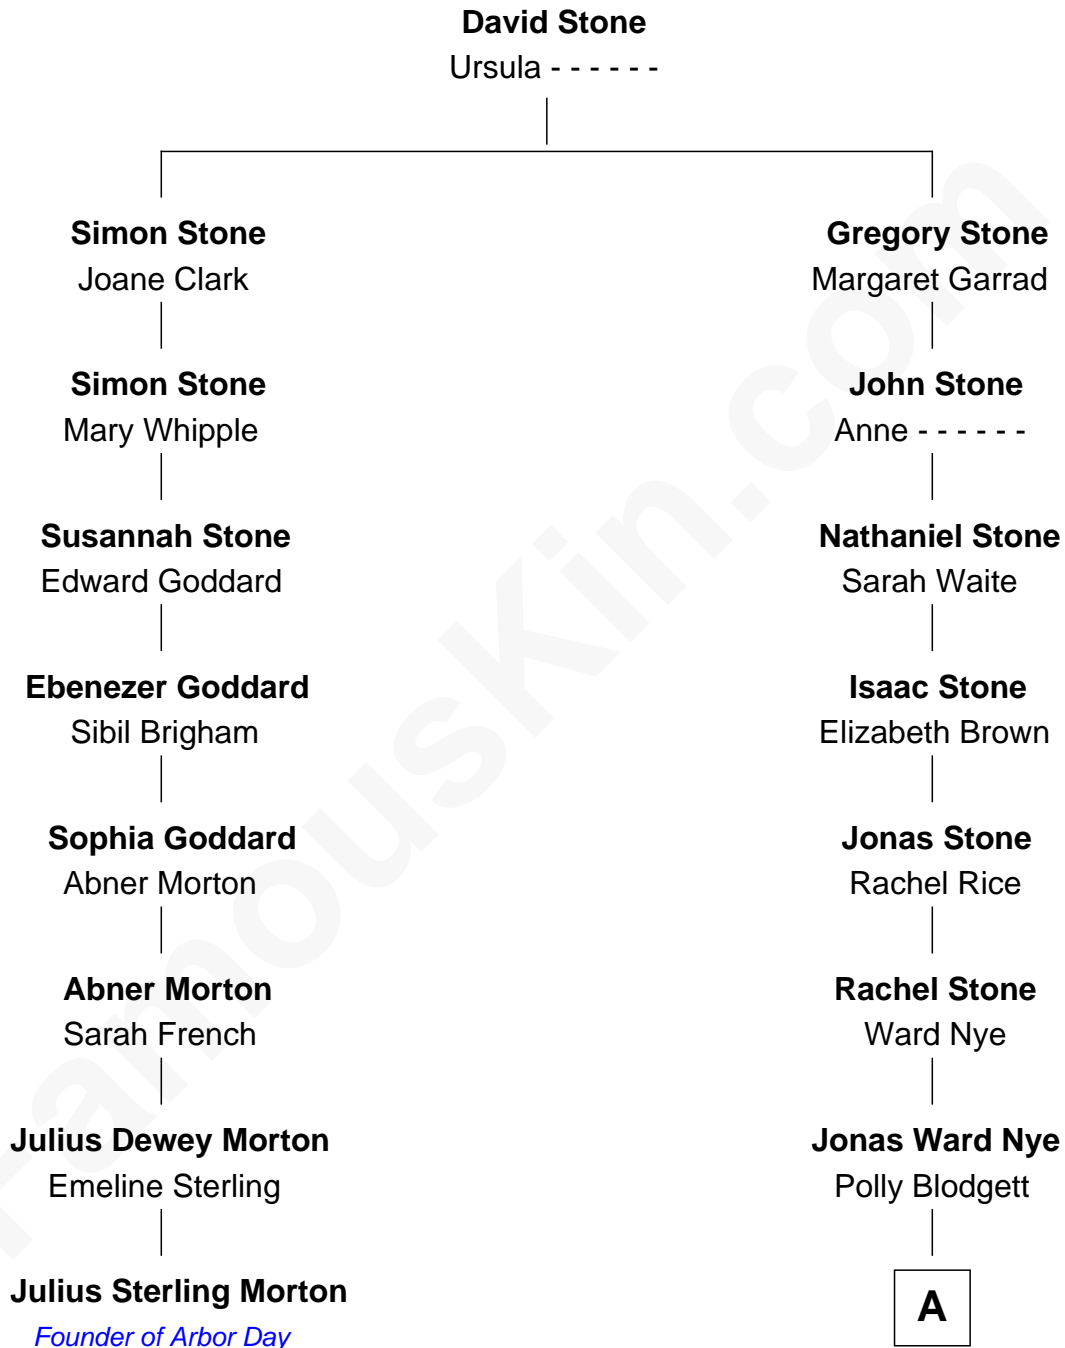 David Stone
Ursula - - - - - -
Simon Stone
Joane Clark
Gregory Stone
Margaret Garrad
Simon Stone
Mary Whipple
John Stone
Anne - - - - - -
Susannah Stone
Edward Goddard
Nathaniel Stone
Sarah Waite
Ebenezer Goddard
Sibil Brigham
Isaac Stone
Elizabeth Brown
Sophia Goddard
Abner Morton
Jonas Stone
Rachel Rice
Abner Morton
Sarah French
Rachel Stone
Ward Nye
Julius Dewey Morton
Emeline Sterling
Jonas Ward Nye
Polly Blodgett
Julius Sterling Morton
Founder of Arbor Day
A
FamousKin.com